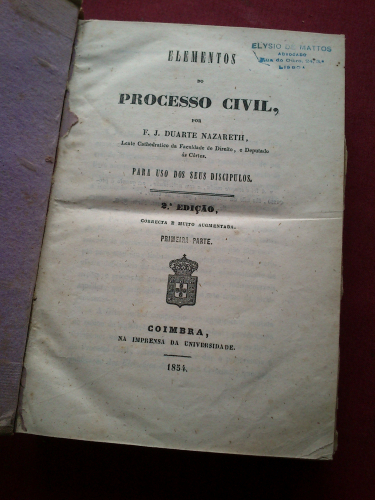 ELEMENTOS
DO
PROCESSO CIVIL,
POR
F. J. DUARTE NAZARETH,
Lente Cathedratico da Faculdade de Direito, e Deputado
ás Côrtes.
PARA USO DOS SEUS DISCIPULOS.
2.ª EDIÇÃO,
CORRECTA E MUITO AUGMENTADA.
PRIMEIRA PARTE.
COIMBRA,
NA IMPRENSA DA UNIVERSIDADE.
1854.
ELYSIO DE MATTOS
ADVOGADO
Rua do